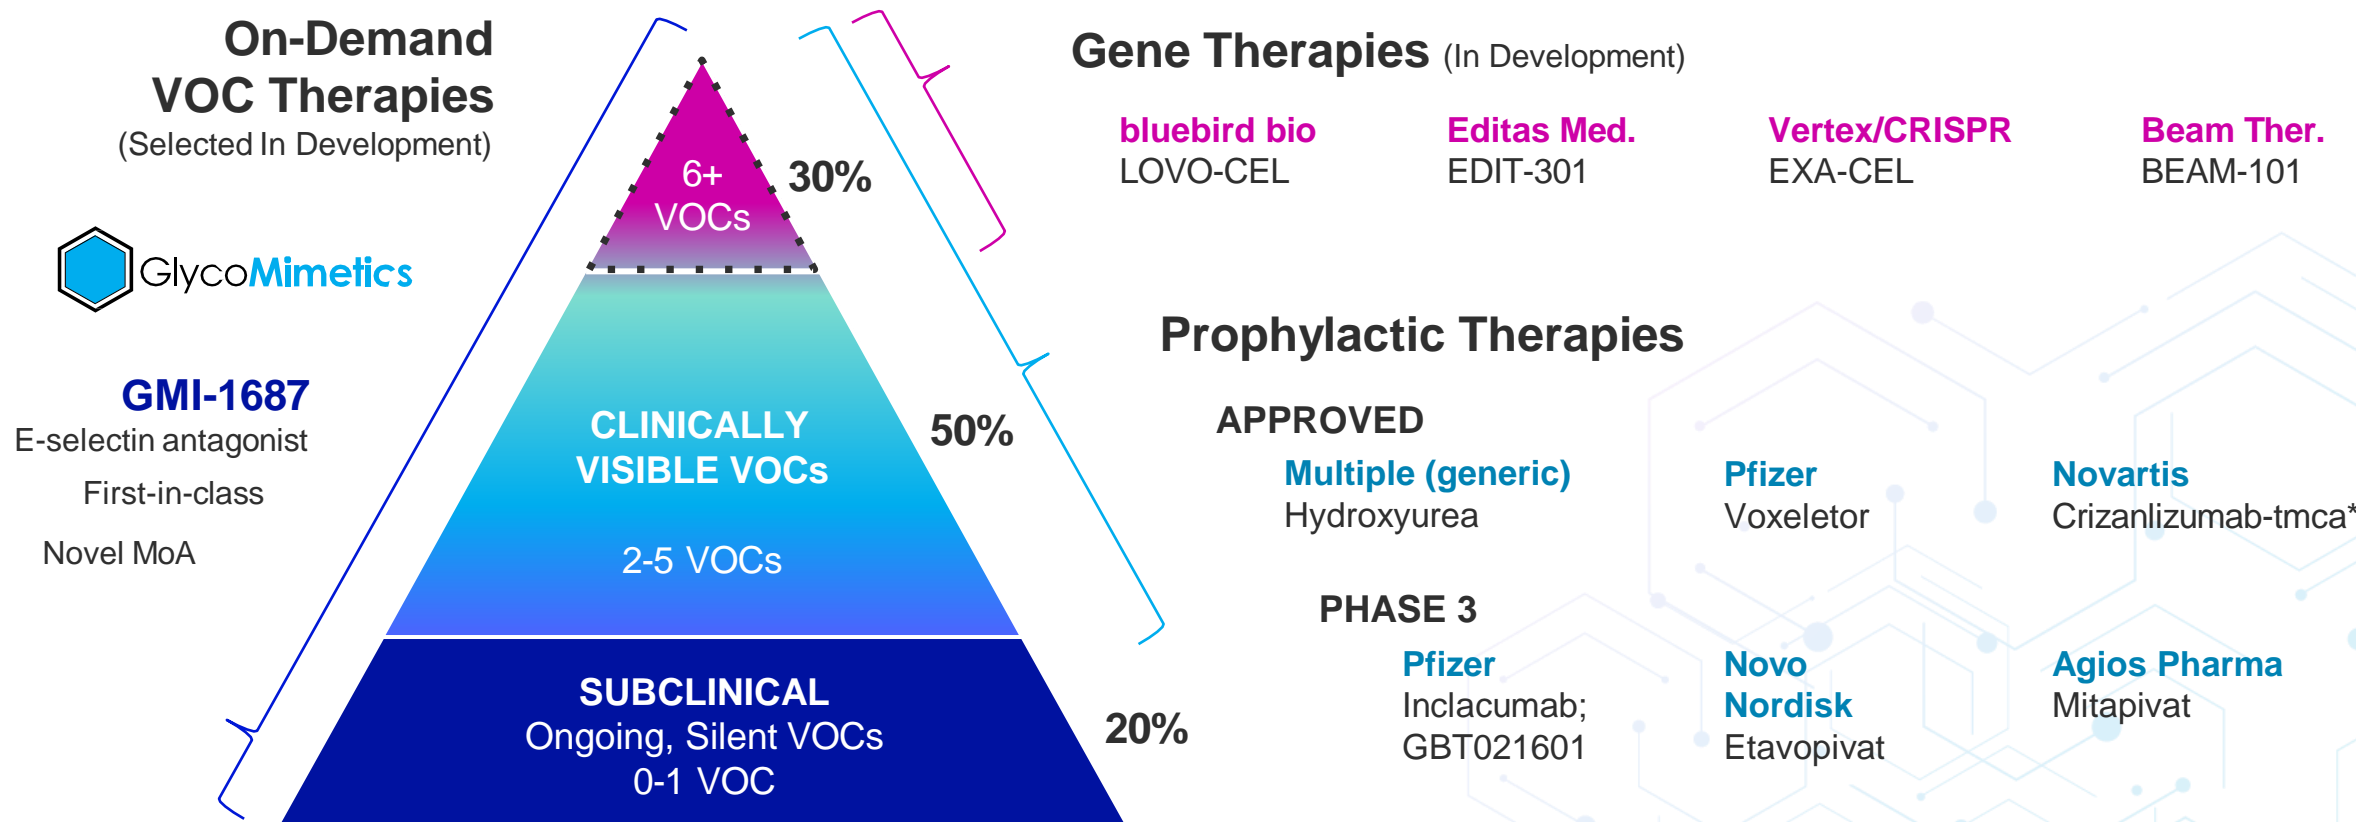 On-Demand
VOC Therapies
(Selected In Development)
GlycoMimetics
GMI-1687
E-selectin antagonist
First-in-class
Novel MoA
6+
VOCs
30%
CLINICALLY
VISIBLE VOCs
2-5 VOCs
50%
SUBCLINICAL
Ongoing, Silent VOCs
0-1 VOC
20%
Gene Therapies (In Development)
bluebird bio
LOVO-CEL
Editas Med.
EDIT-301
Vertex/CRISPR
EXA-CEL
Beam Ther.
BEAM-101
Prophylactic Therapies
APPROVED
Multiple (generic)
Hydroxyurea
Pfizer
Voxeletor
Novartis
Crizanlizumab-tmca*
PHASE 3
Pfizer
Inclacumab;
GBT021601
Novo
Nordisk
Etavopivat
Agios Pharma
Mitapivat